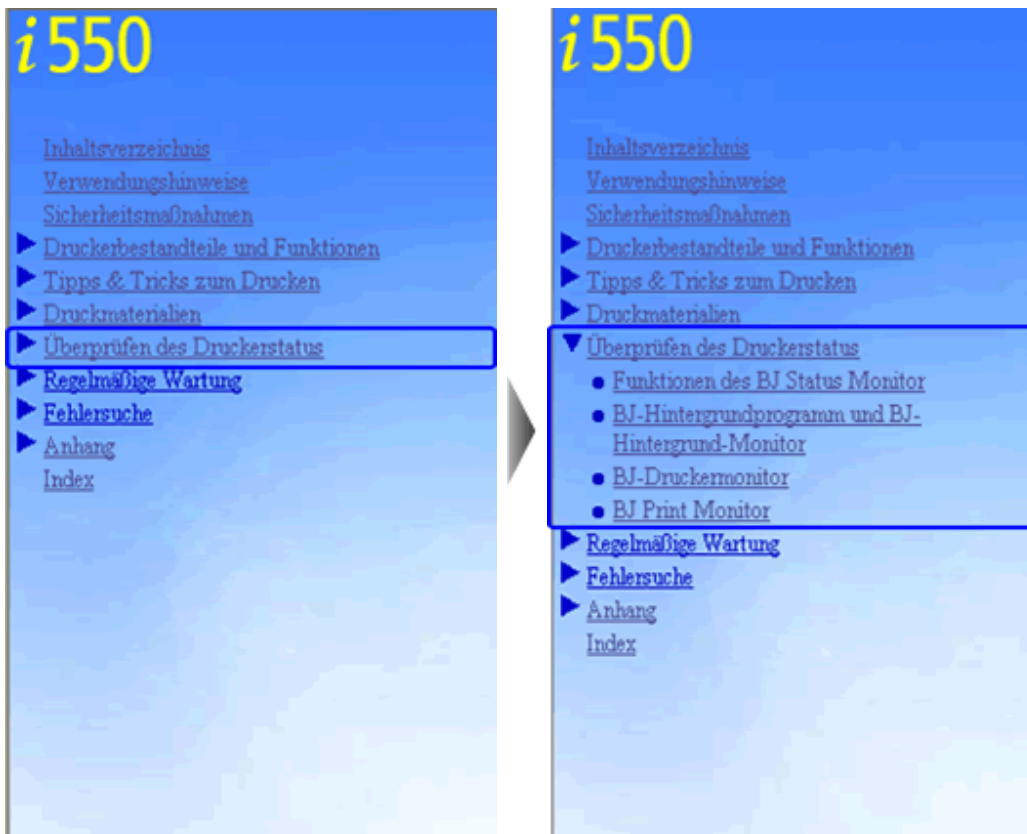 i550
Inhaltsverzeichnis
Verwendungshinweise
Sicherheitsmaßnahmen
Druckerbestandteile und Funktionen
Tipps & Tricks zum Drucken
Druckmaterialien
Überprüfen des Druckerstatus
Regelmäßige Wartung
Fehlersuche
Anhang
Index
i550
Inhaltsverzeichnis
Verwendungshinweise
Sicherheitsmaßnahmen
Druckerbestandteile und Funktionen
Tipps & Tricks zum Drucken
Druckmaterialien
Überprüfen des Druckerstatus
Funktionen des BJ Status Monitor
BJ-Hintergrundprogramm und BJ-
Hintergrund-Monitor
BJ-Druckermonitor
BJ Print Monitor
Regelmäßige Wartung
Fehlersuche
Anhang
Index